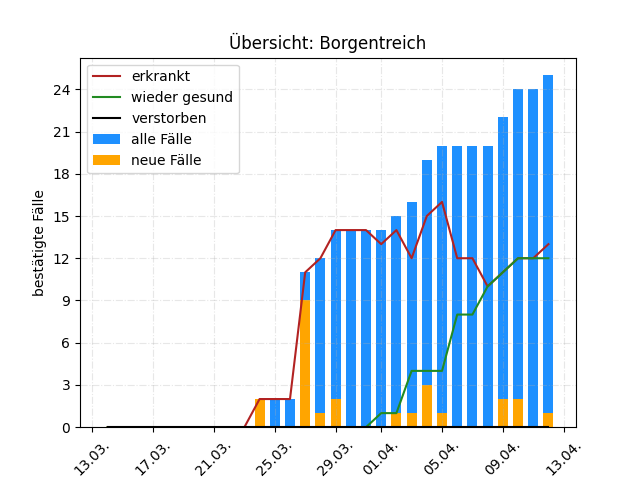 Übersicht: Borgentreich
erkrankt
wieder gesund
verstorben
alle Fälle
neue Fälle
bestätigte Fälle
24
21
18
15
12
9
6
3
0
13.03. 17.03. 21.03. 25.03. 29.03. 01.04. 05.04. 09.04. 13.04.